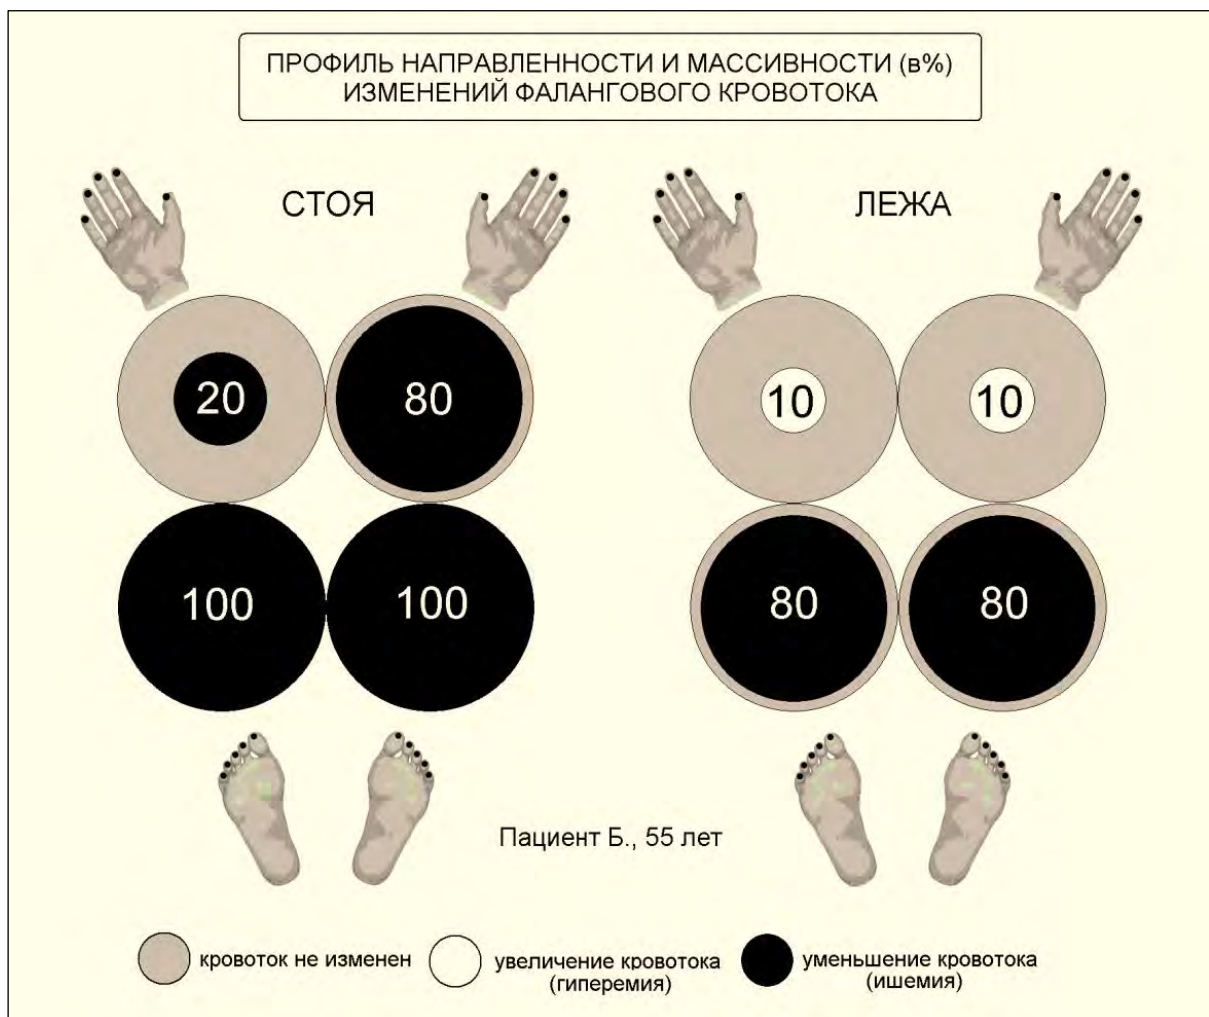 ПРОФИЛЬ НАПРАВЛЕННОСТИ И МАССИВНОСТИ (в%)
ИЗМЕНЕНИЙ ФАЛАНГОВОГО КРОВОТОКА
СТОЯ
ЛЕЖА
20
80
10
10
100
100
80
80
Пациент Б., 55 лет
кровоток не изменен
увеличение кровотока
(гиперемия)
уменьшение кровотока
(ишемия)